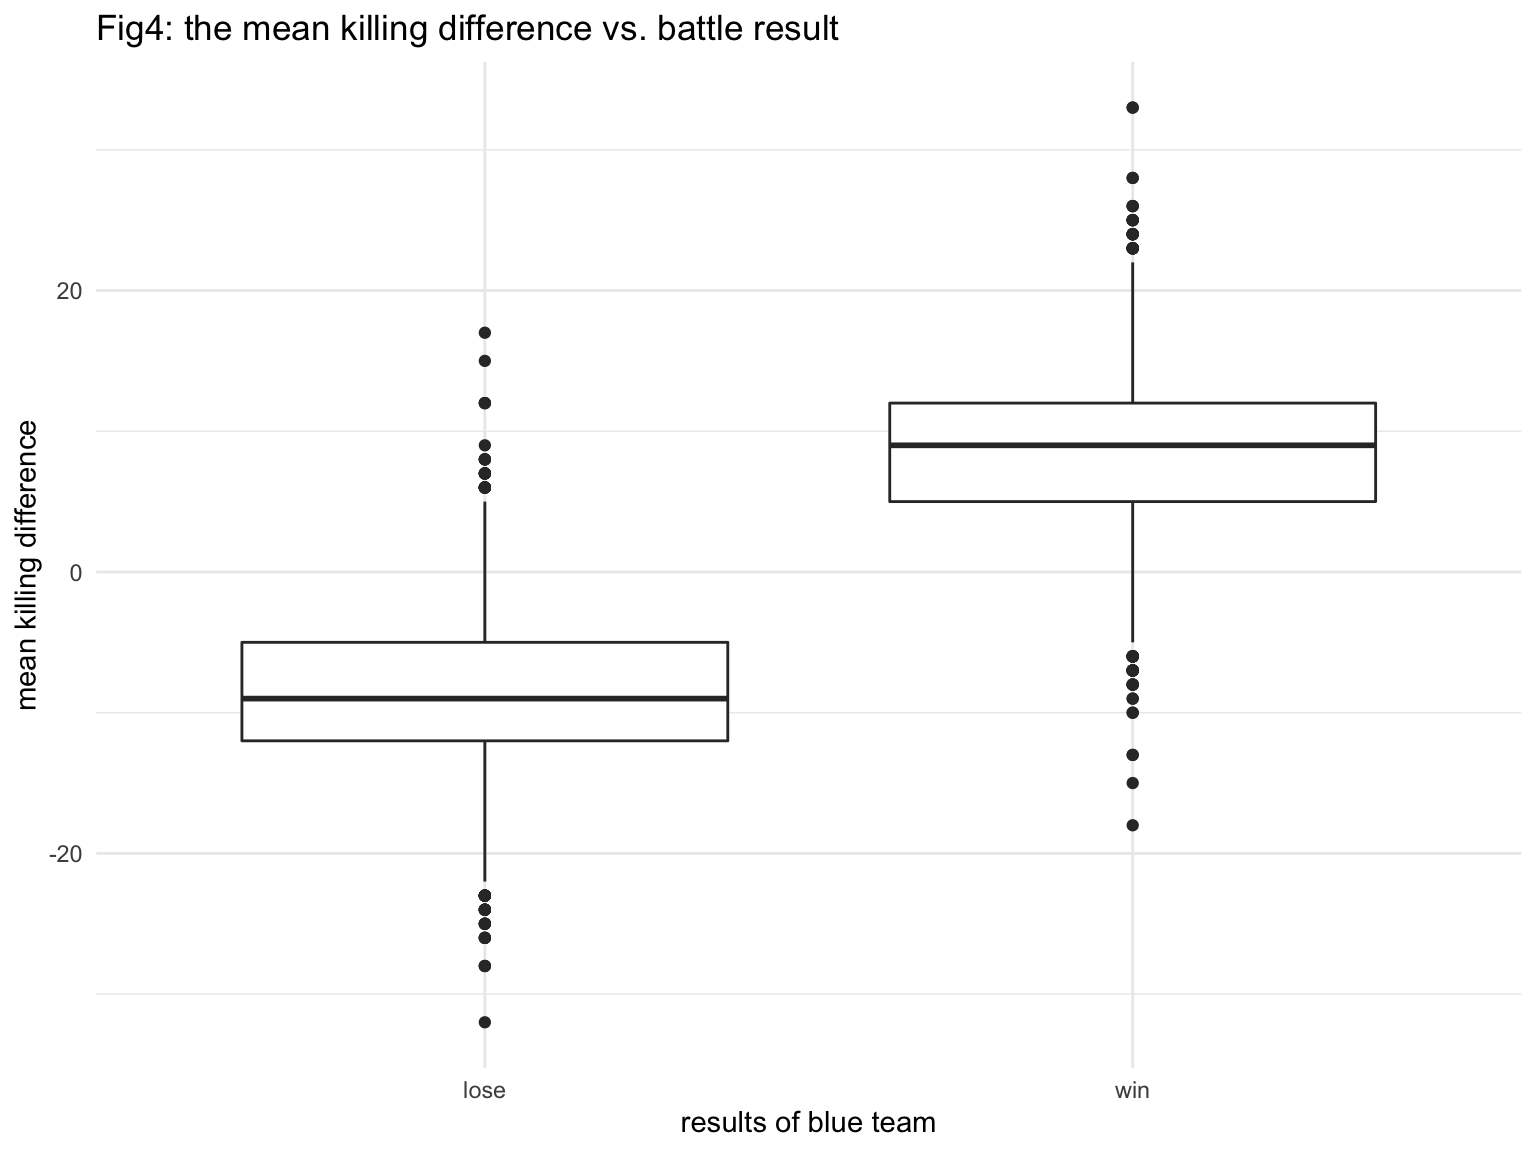 Fig4: the mean killing difference vs. battle result
mean killing difference
20
0
-20
lose
win
results of blue team